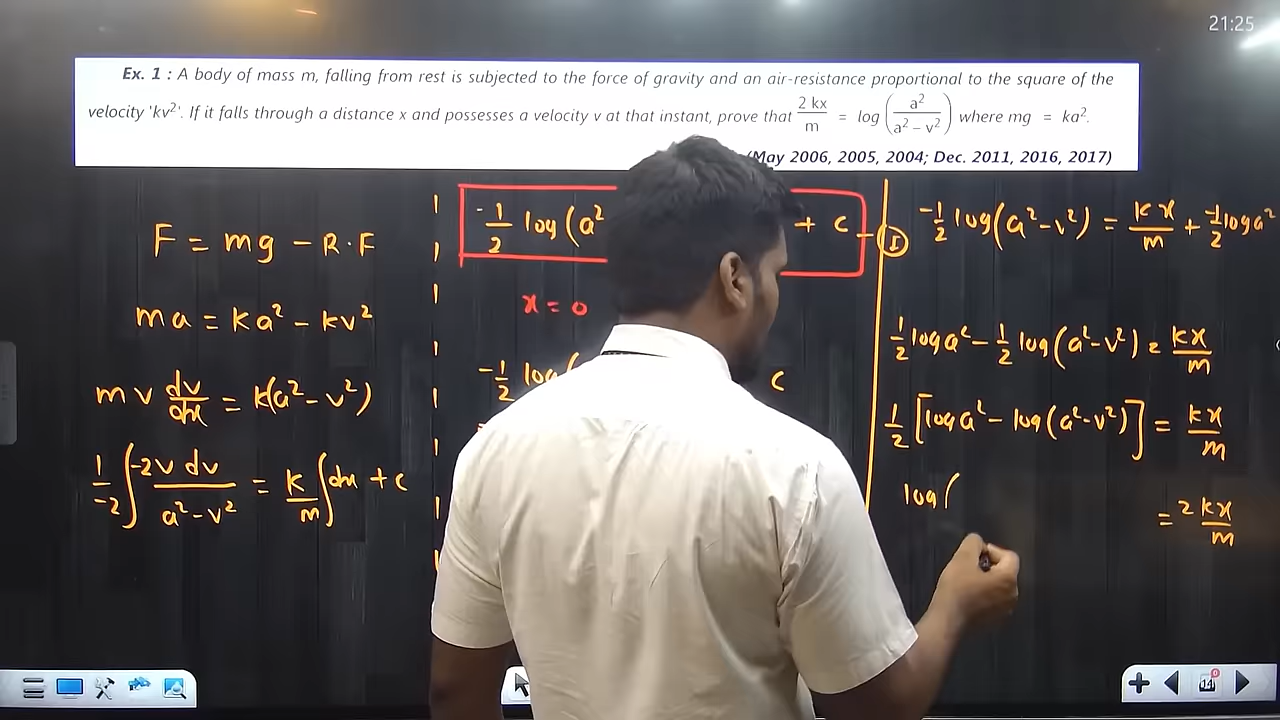 21:25
Ex. 1 : A body of mass m, falling from rest is subjected to the force of gravity and an air-resistance proportional to the square of the
velocity 'kv²'. If it falls through a distance x and possesses a velocity v at that instant, prove that 2 kx / m = log (a² / (a² – v²)) where mg = ka².
(May 2006, 2005, 2004; Dec. 2011, 2016, 2017)
F = mg – R.F
ma = ka² – kv²
m v dv/dx = k(a² – v²)
1/-2 ∫ -2v dv / (a² – v²) = k/m ∫ dx + c
-1/2 log (a²
+ c – I
x = 0
-1/2 log (
c
-1/2 log(a² – v²) = kx/m + -1/2 log a²
1/2 log a² – 1/2 log(a² – v²) = kx/m
1/2 [log a² – log(a² – v²)] = kx/m
log( = 2kx/m
14